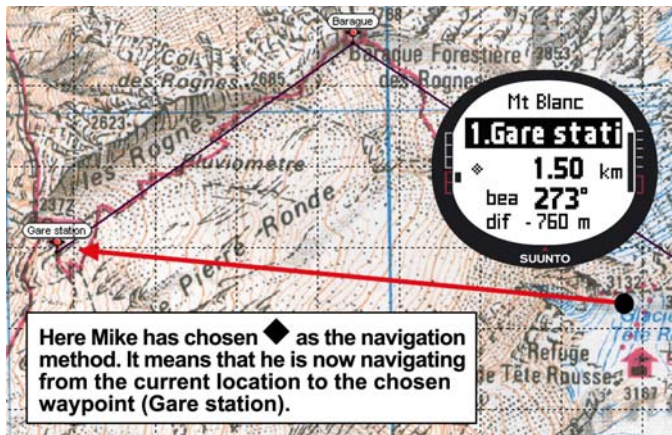 2768
Baraque
Col
des Rognes
2685
Baraque Forestière
des Rognes
2853
2623
les Rognes
Pluviomètre
2372
Gare station
Pierre Ronde
Mt Blanc
1.Gare stati
1.50 km
bea 273°
dif -760 m
SUUNTO
3132
Refuge
de Tête Rousse
3167
Here Mike has chosen ◆ as the navigation
method. It means that he is now navigating
from the current location to the chosen
waypoint (Gare station).